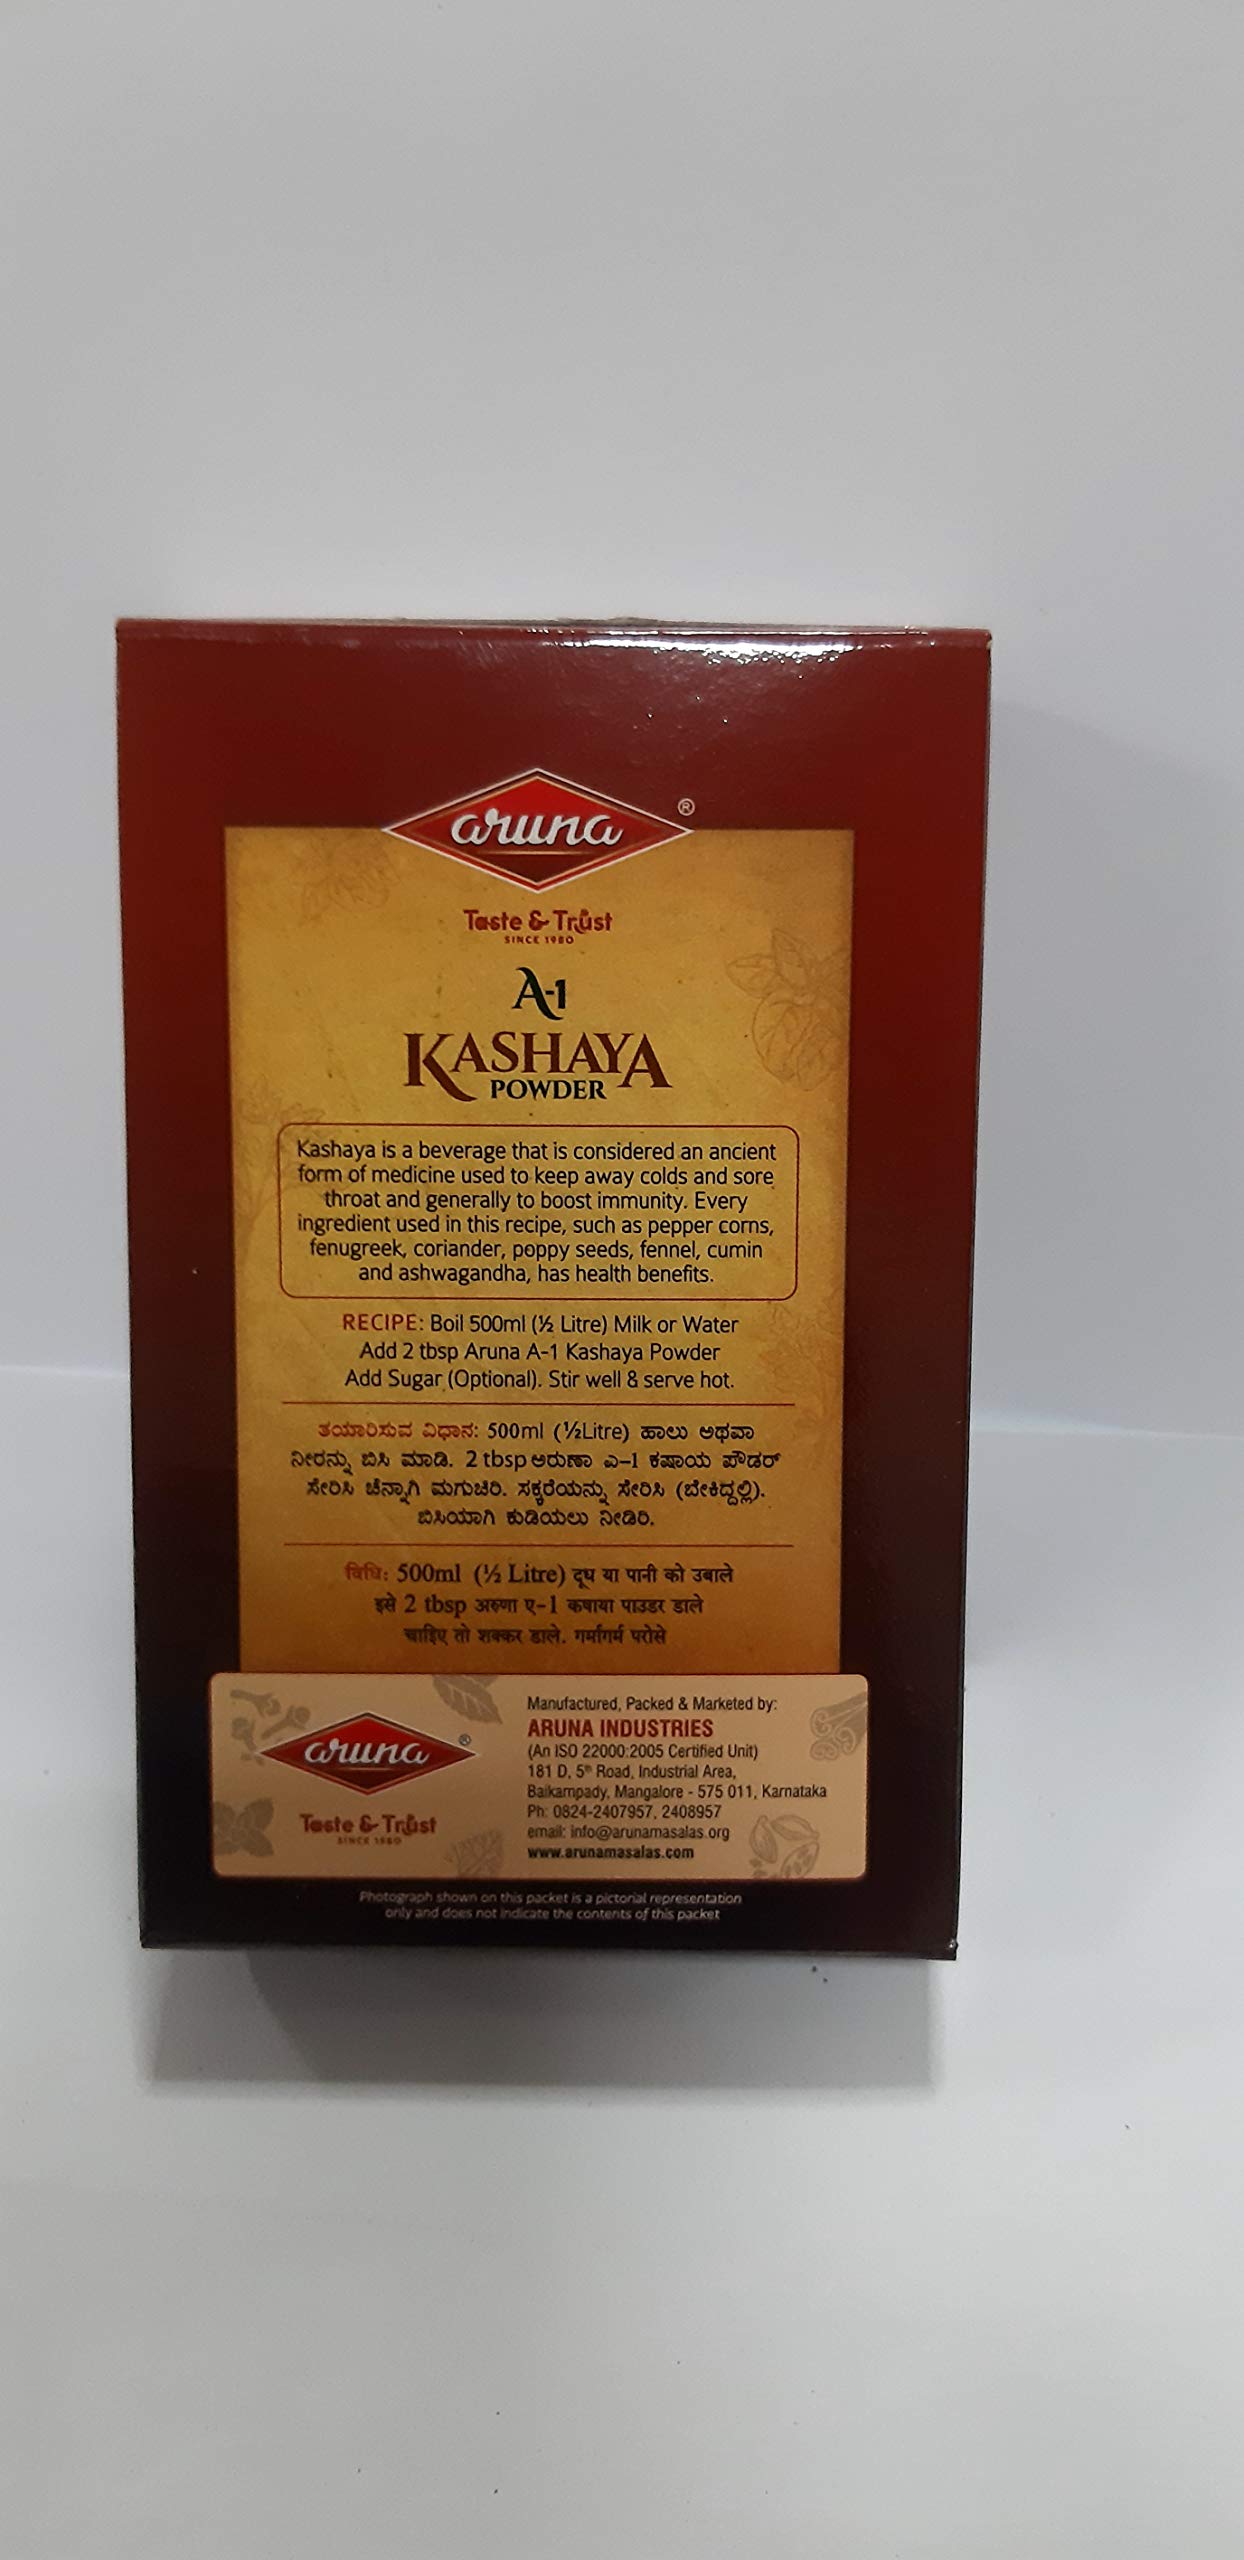 aruna ®
Taste & Trust
SINCE 1980
A-1
KASHAYA
POWDER
Kashaya is a beverage that is considered an ancient
form of medicine used to keep away colds and sore
throat and generally to boost immunity. Every
ingredient used in this recipe, such as pepper corns,
fenugreek, coriander, poppy seeds, fennel, cumin
and ashwagandha, has health benefits.
RECIPE: Boil 500ml (½ Litre) Milk or Water
Add 2 tbsp Aruna A-1 Kashaya Powder
Add Sugar (Optional). Stir well & serve hot.
ತಯಾರಿಸುವ ವಿಧಾನ: 500ml (½Litre) ಹಾಲು ಅಥವಾ
ನೀರನ್ನು ಬಿಸಿ ಮಾಡಿ. 2 tbsp ಅರುಣಾ ಎ–1 ಕಷಾಯ ಪೌಡರ್
ಸೇರಿಸಿ ಚೆನ್ನಾಗಿ ಮಗುಚಿರಿ. ಸಕ್ಕರೆಯನ್ನು ಸೇರಿಸಿ (ಬೇಕಿದ್ದಲ್ಲಿ).
ಬಿಸಿಯಾಗಿ ಕುಡಿಯಲು ನೀಡಿರಿ.
विधि: 500ml (½ Litre) दूध या पानी को उबाले
इसे 2 tbsp अरुणा ए-1 कषाया पाउडर डाले
चाहिए तो शक्कर डाले. गर्मागर्म परोसे
aruna ®
Taste & Trust
SINCE 1980
Manufactured, Packed & Marketed by:
ARUNA INDUSTRIES
(An ISO 22000:2005 Certified Unit)
181 D, 5th Road, Industrial Area,
Baikampady, Mangalore - 575 011, Karnataka
Ph: 0824-2407957, 2408957
email: info@arunamasalas.org
www.arunamasalas.com
Photograph shown on this packet is a pictorial representation
only and does not indicate the contents of this packet